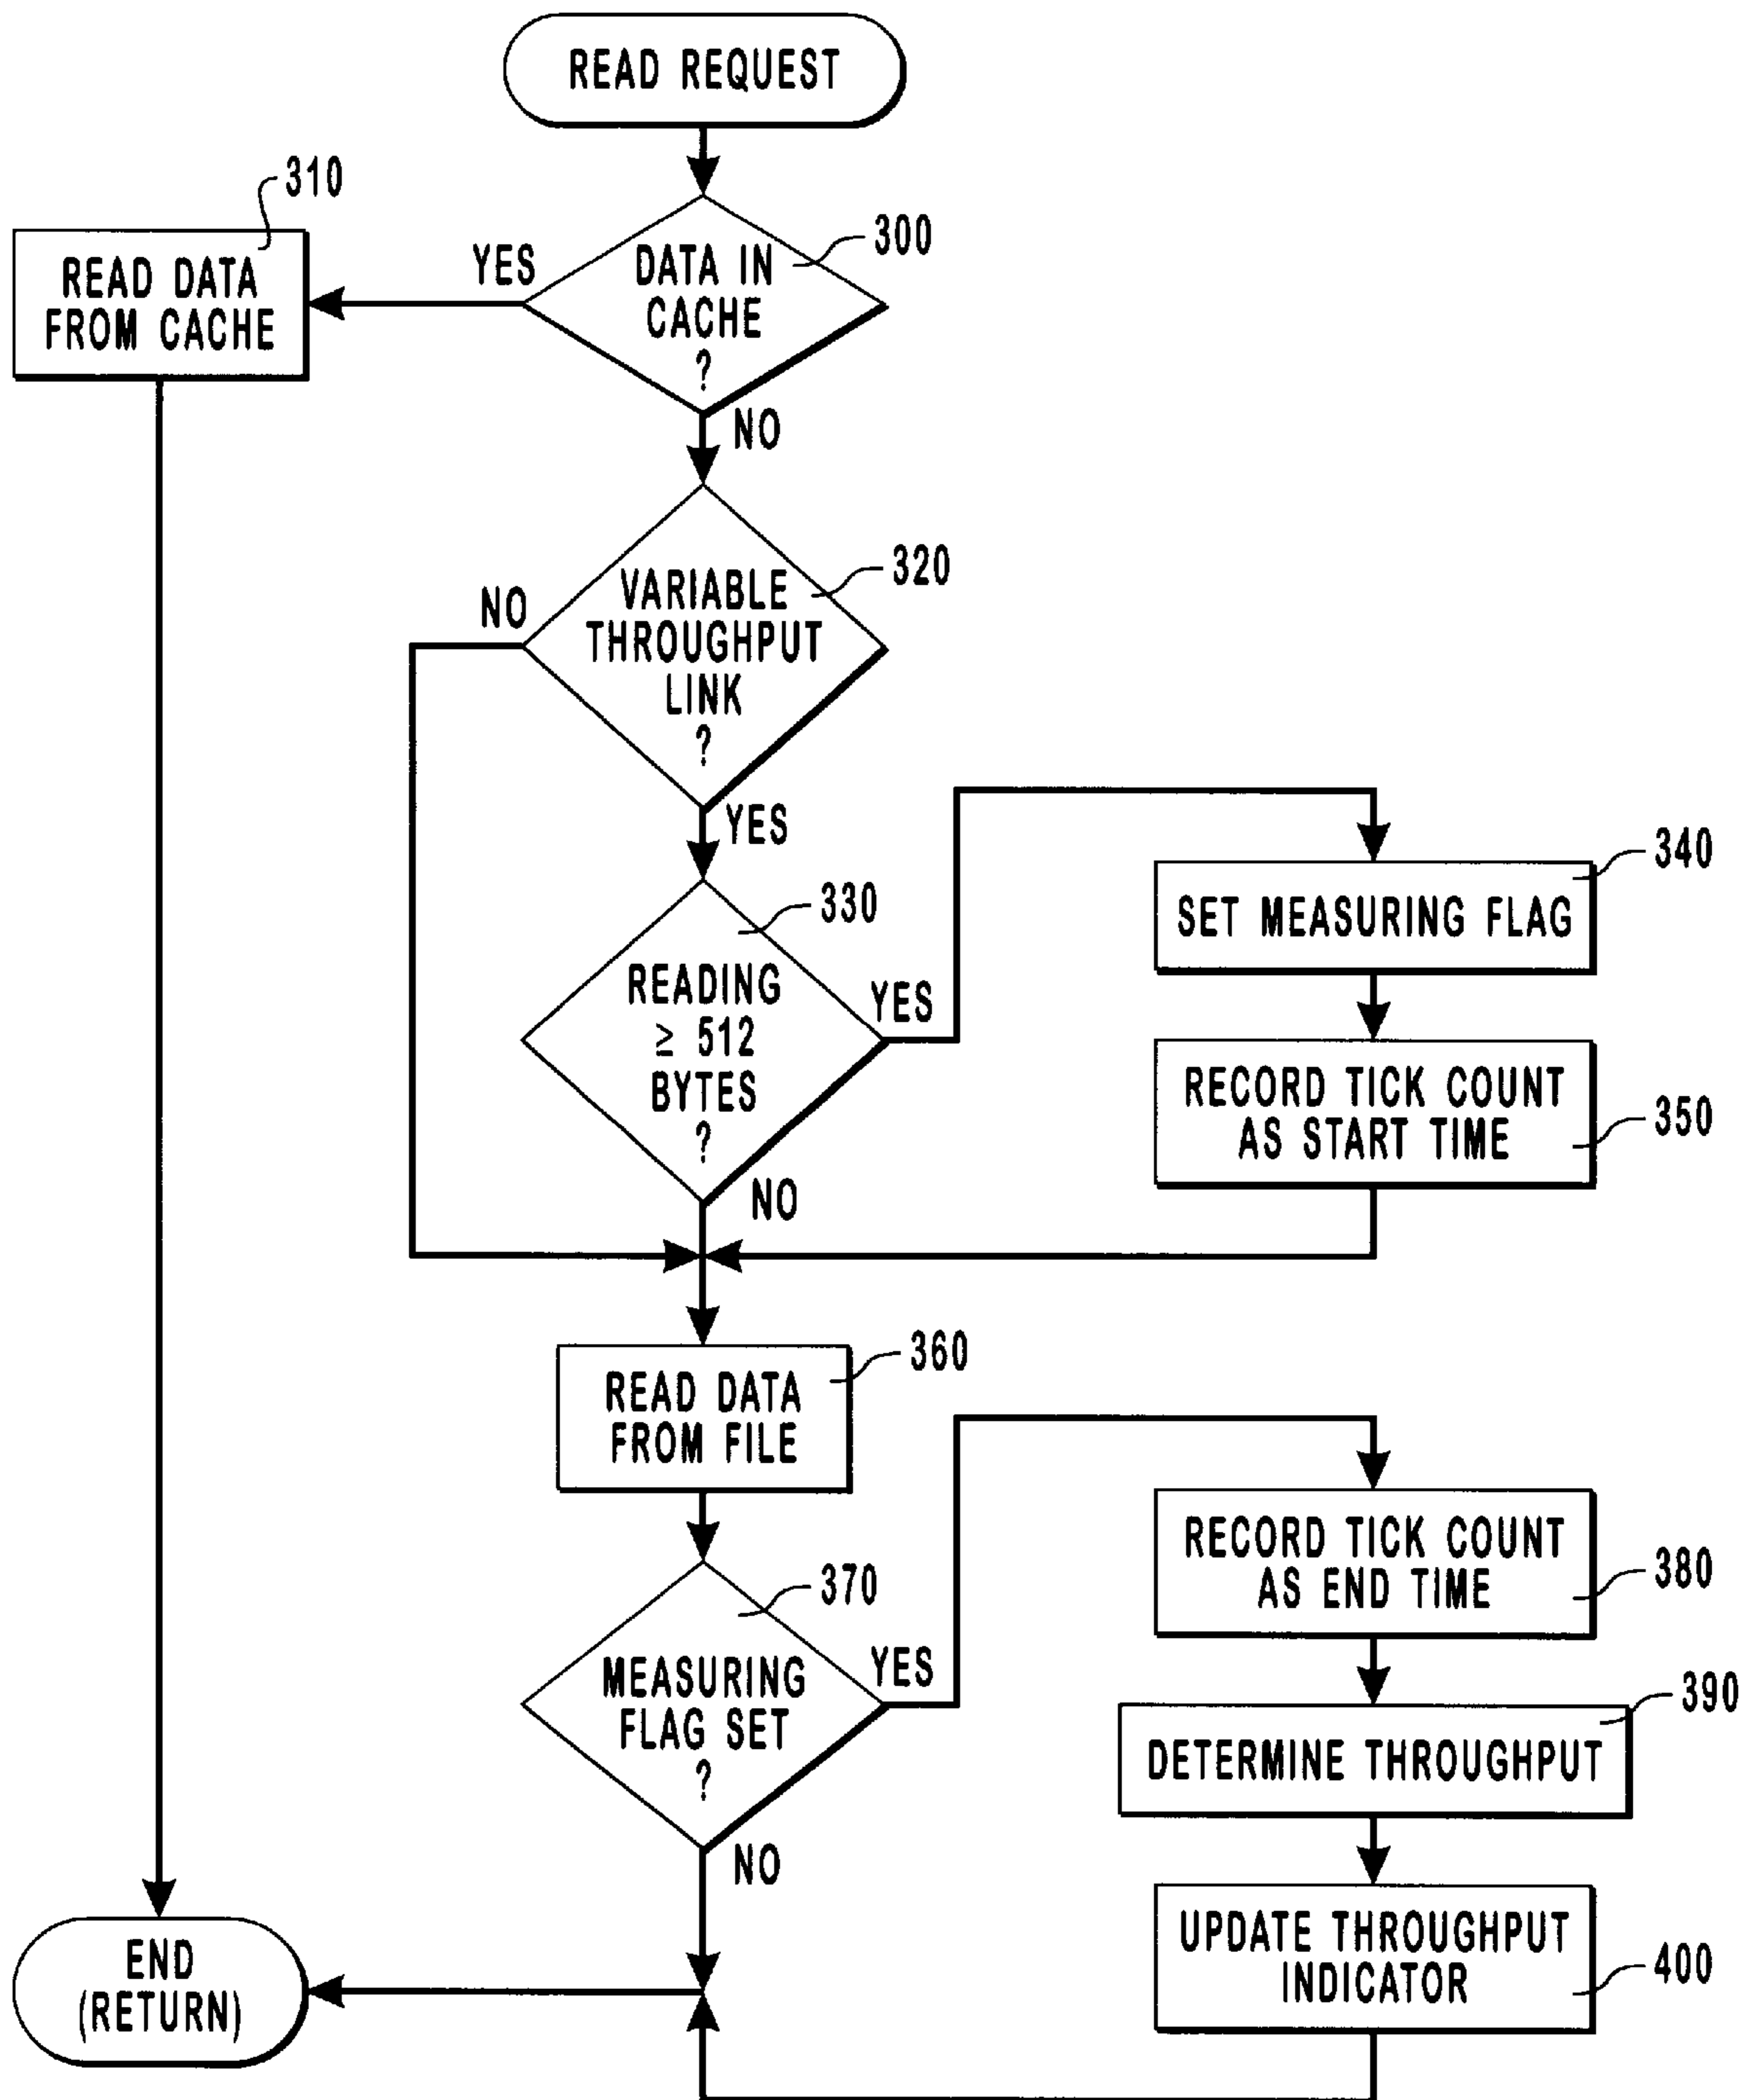 READ REQUEST
310
300
READ DATA
FROM CACHE
YES
DATA IN
CACHE
?
NO
320
NO
VARIABLE
THROUGHPUT
LINK
?
YES
330
READING
≥ 512
BYTES
?
YES
NO
340
SET MEASURING FLAG
350
RECORD TICK COUNT
AS START TIME
360
READ DATA
FROM FILE
370
MEASURING
FLAG SET
?
YES
NO
380
RECORD TICK COUNT
AS END TIME
390
DETERMINE THROUGHPUT
400
UPDATE THROUGHPUT
INDICATOR
END
(RETURN)